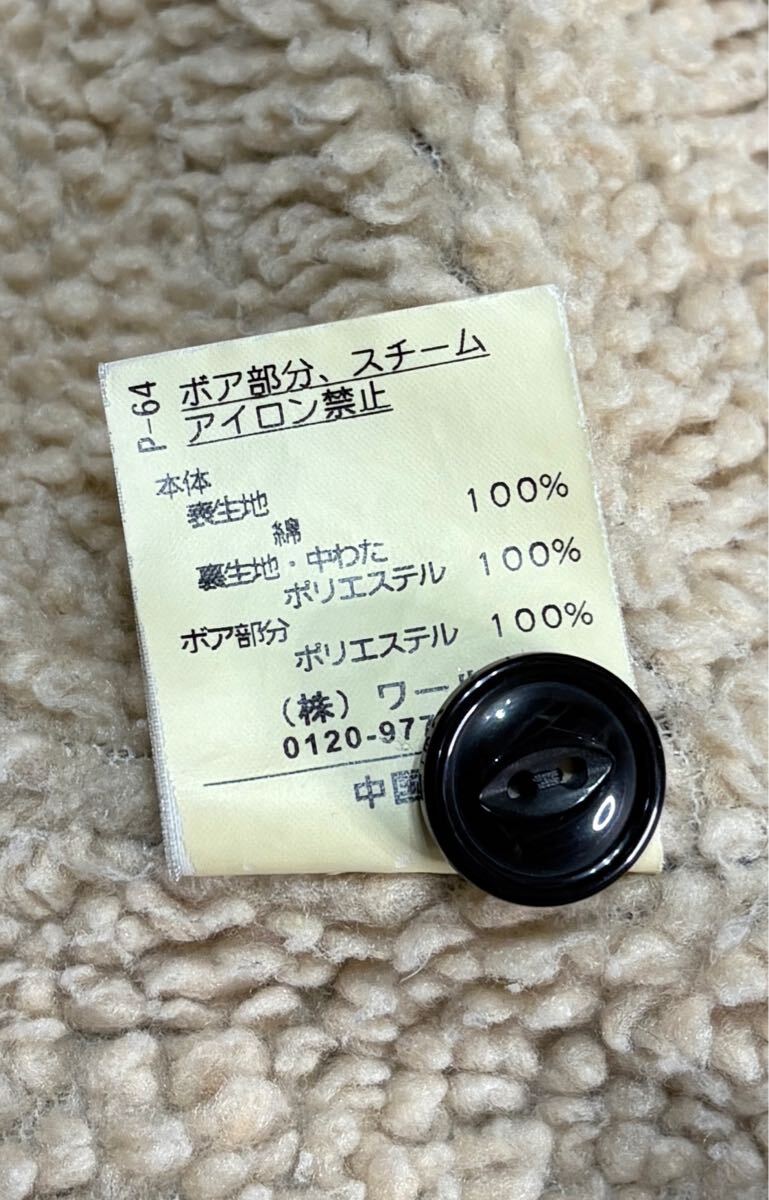 P-64
ボア部分、スチーム
アイロン禁止
本体
表生地
綿 100%
裏生地・中わた
ポリエステル 100%
ボア部分
ポリエステル 100%
(株)ワー
0120-97
中国